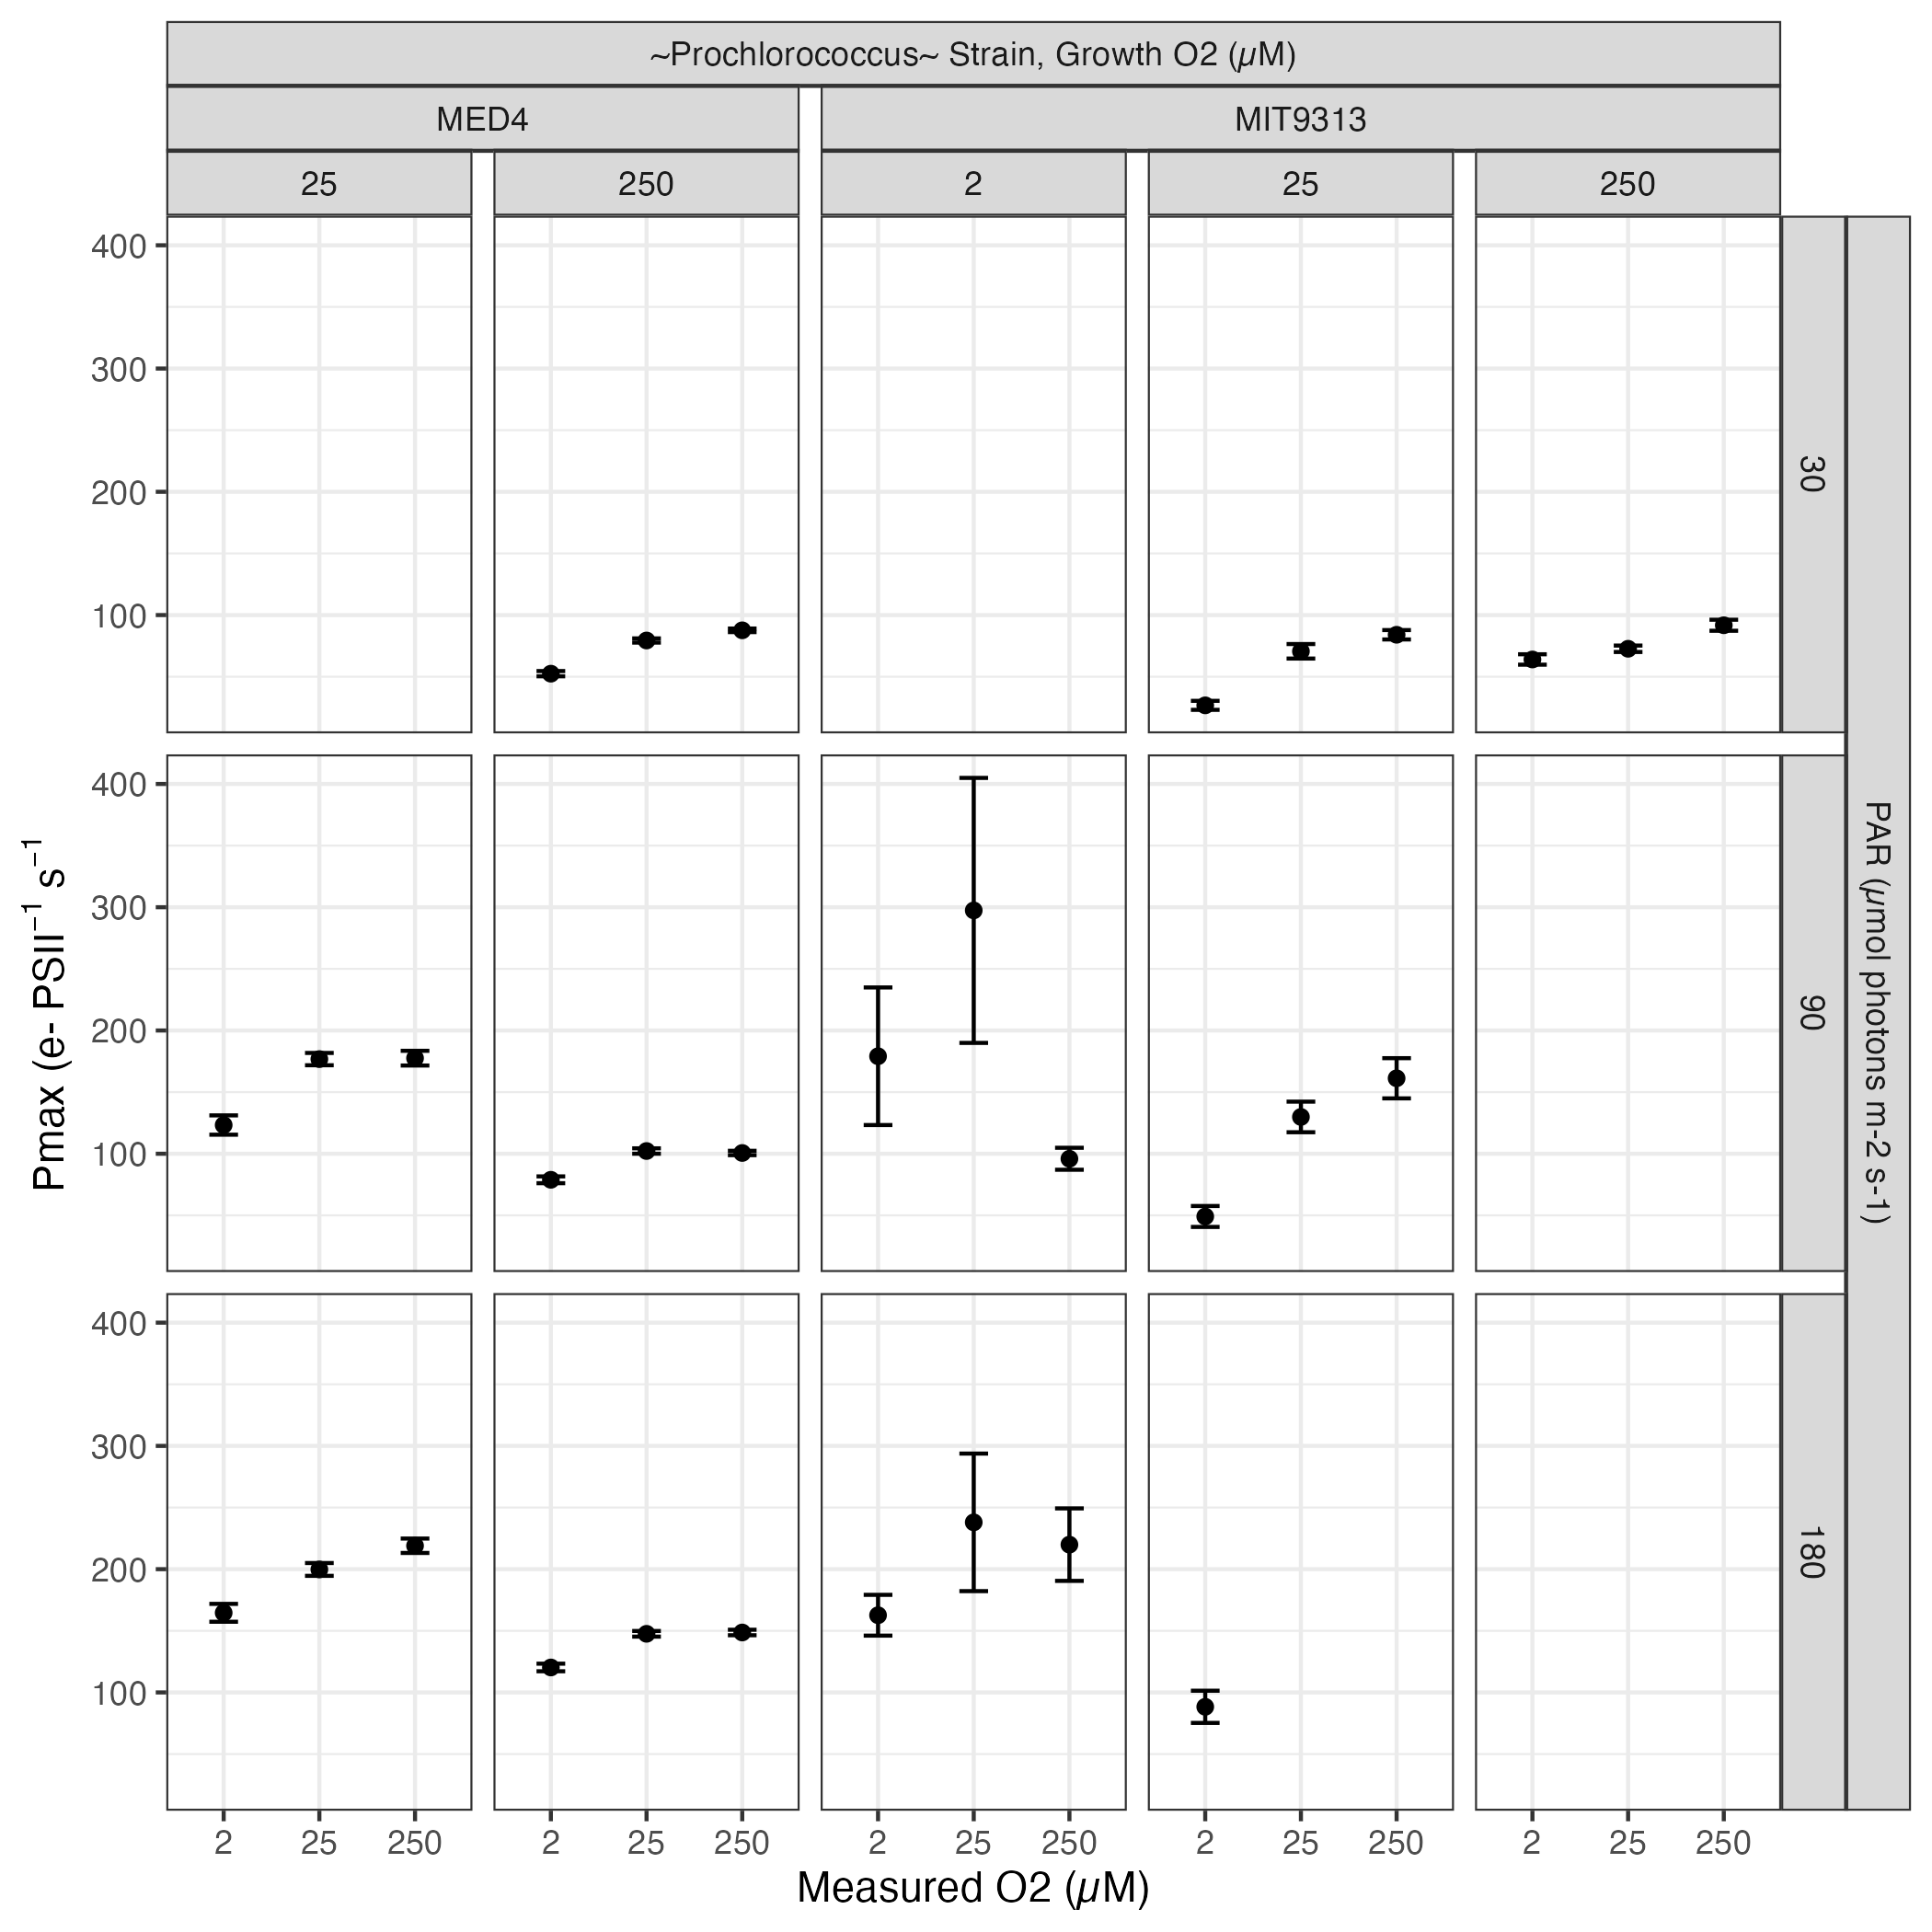 ~Prochlorococcus~ Strain, Growth O2 (µM)
MED4 MIT9313
25 250 2 25 250
400
300
200
100
30
400
300
200
100
90
400
300
200
100
180
Pmax (e- PSII⁻¹ s⁻¹)
PAR (µmol photons m-2 s-1)
2 25 250 2 25 250 2 25 250 2 25 250 2 25 250
Measured O2 (µM)